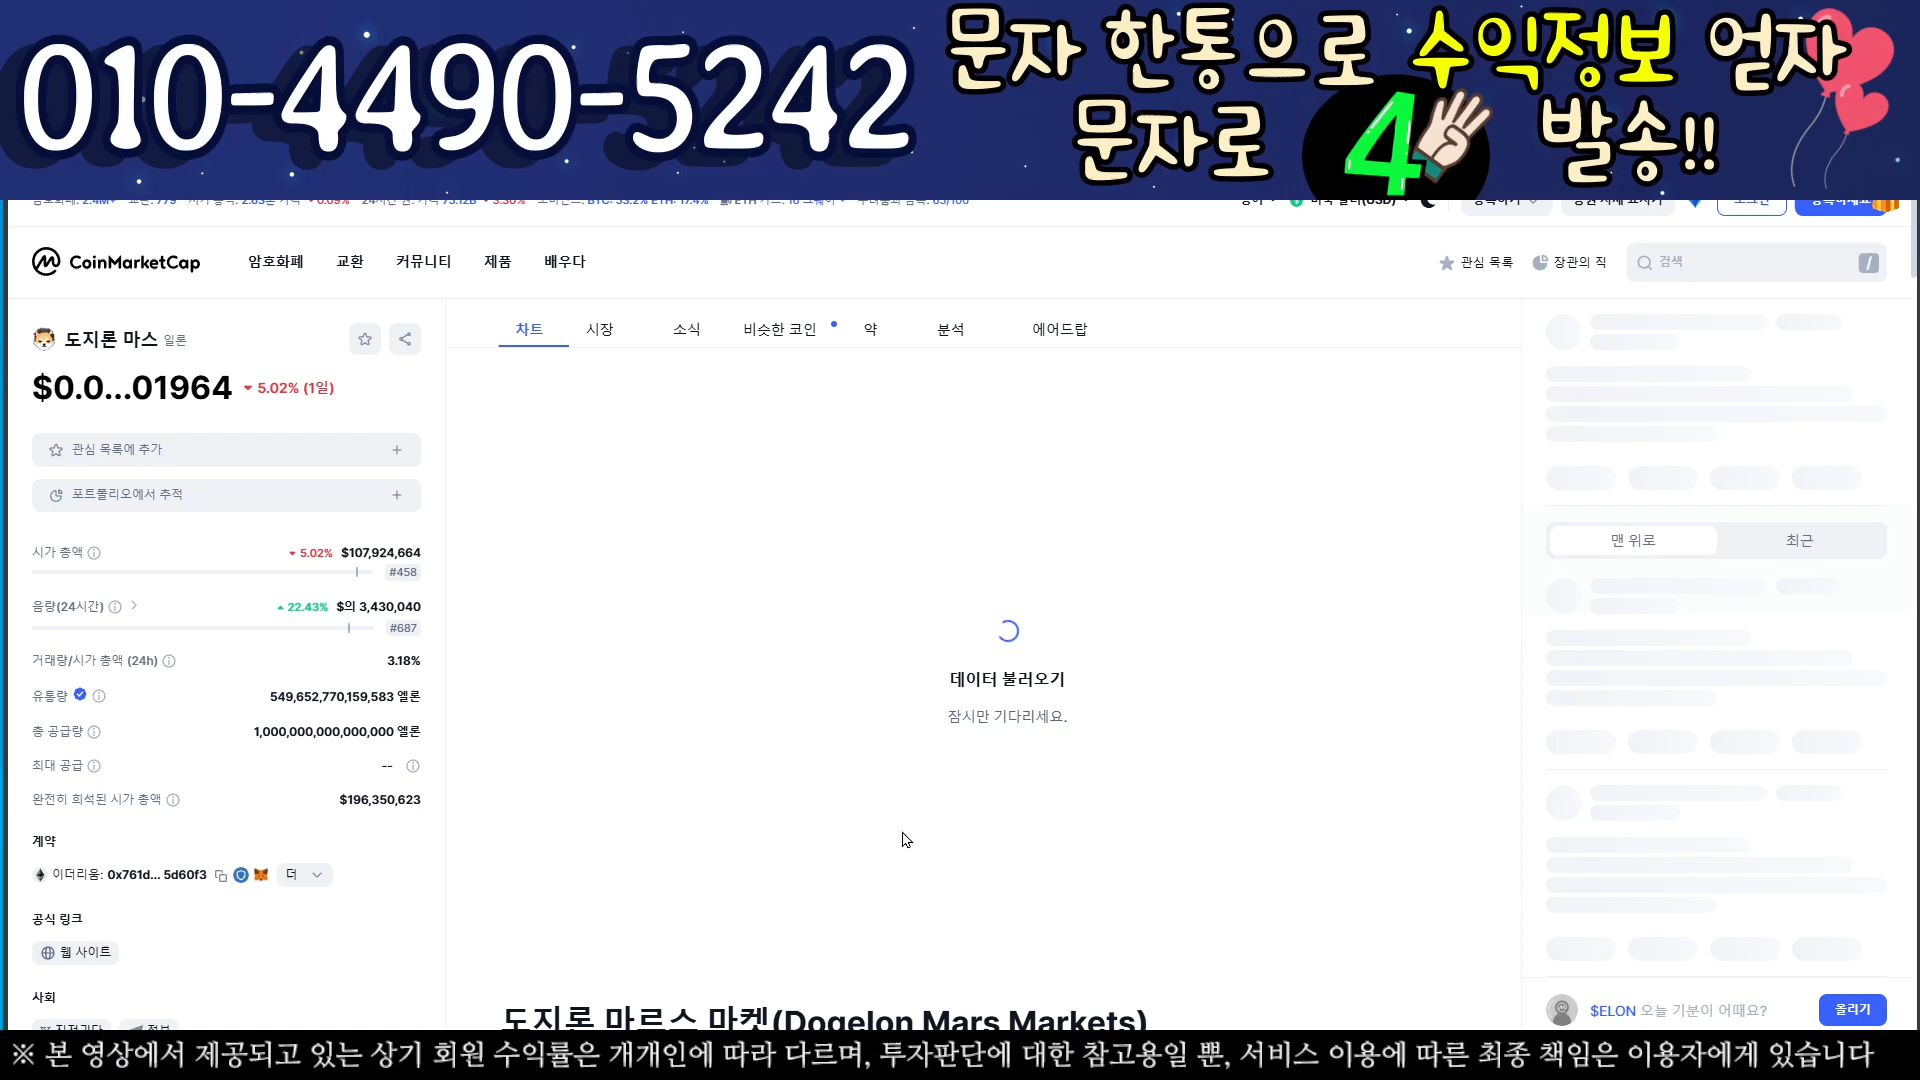 010-4490-5242
문자 한통으로 수익정보 얻자
문자로 4 발송!!
CoinMarketCap
암호화폐 교환 커뮤니티 제품 배우다
관심 목록 장관의 직 검색 /
도지론 마스 일론
$0.0...01964 5.02% (1일)
관심 목록에 추가 +
포트폴리오에서 추적 +
시가 총액 5.02% $107,924,664
#458
음량(24시간) 22.43% $의 3,430,040
#687
거래량/시가 총액 (24h) 3.18%
유통량 549,652,770,159,583 엘론
총 공급량 1,000,000,000,000,000 엘론
최대 공급 --
완전히 희석된 시가 총액 $196,350,623
계약
이더리움: 0x761d... 5d60f3 더
공식 링크
웹 사이트
사회
차트 시장 소식 비슷한 코인 약 분석 에어드랍
데이터 불러오기
잠시만 기다리세요.
도지론 마르스 마켓(Dogelon Mars Markets)
맨 위로 최근
$ELON 오늘 기분이 어때요? 올리기
※ 본 영상에서 제공되고 있는 상기 회원 수익률은 개개인에 따라 다르며, 투자판단에 대한 참고용일 뿐, 서비스 이용에 따른 최종 책임은 이용자에게 있습니다